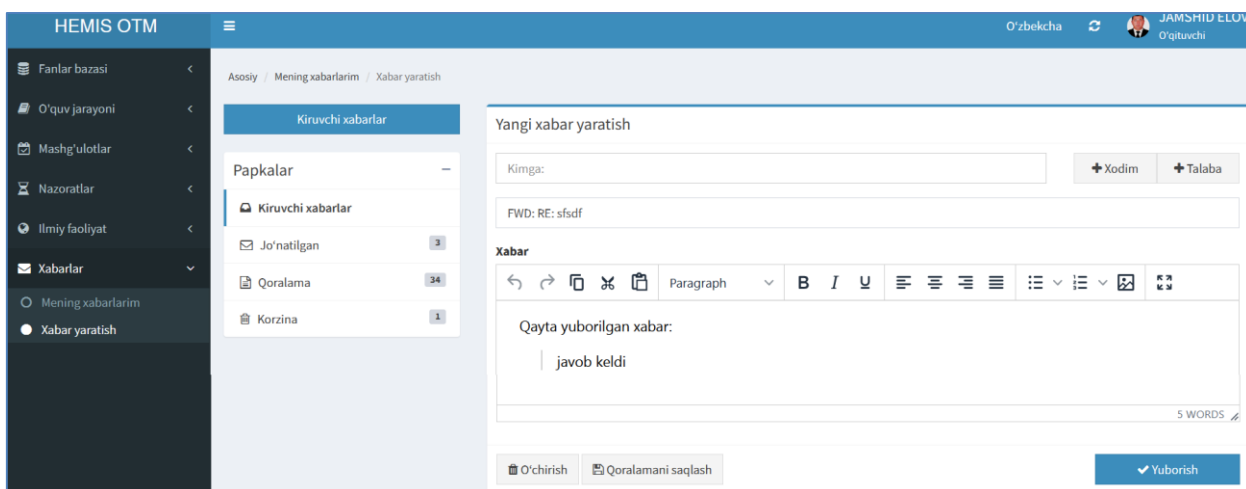 HEMIS OTM
O'zbekcha
JAMSHID ELOV
O'qituvchi
Fanlar bazasi
O'quv jarayoni
Mashg'ulotlar
Nazoratlar
Ilmiy faoliyat
Xabarlar
Mening xabarlarim
Xabar yaratish
Asosiy / Mening xabarlarim / Xabar yaratish
Kiruvchi xabarlar
Papkalar
Kiruvchi xabarlar
Jo'natilgan 3
Qoralama 34
Korzina 1
Yangi xabar yaratish
Kimga:
Xodim
Talaba
FWD: RE: sfsdf
Xabar
Paragraph B I U
Qayta yuborilgan xabar:
javob keldi
5 WORDS
O'chirish
Qoralamani saqlash
Yuborish